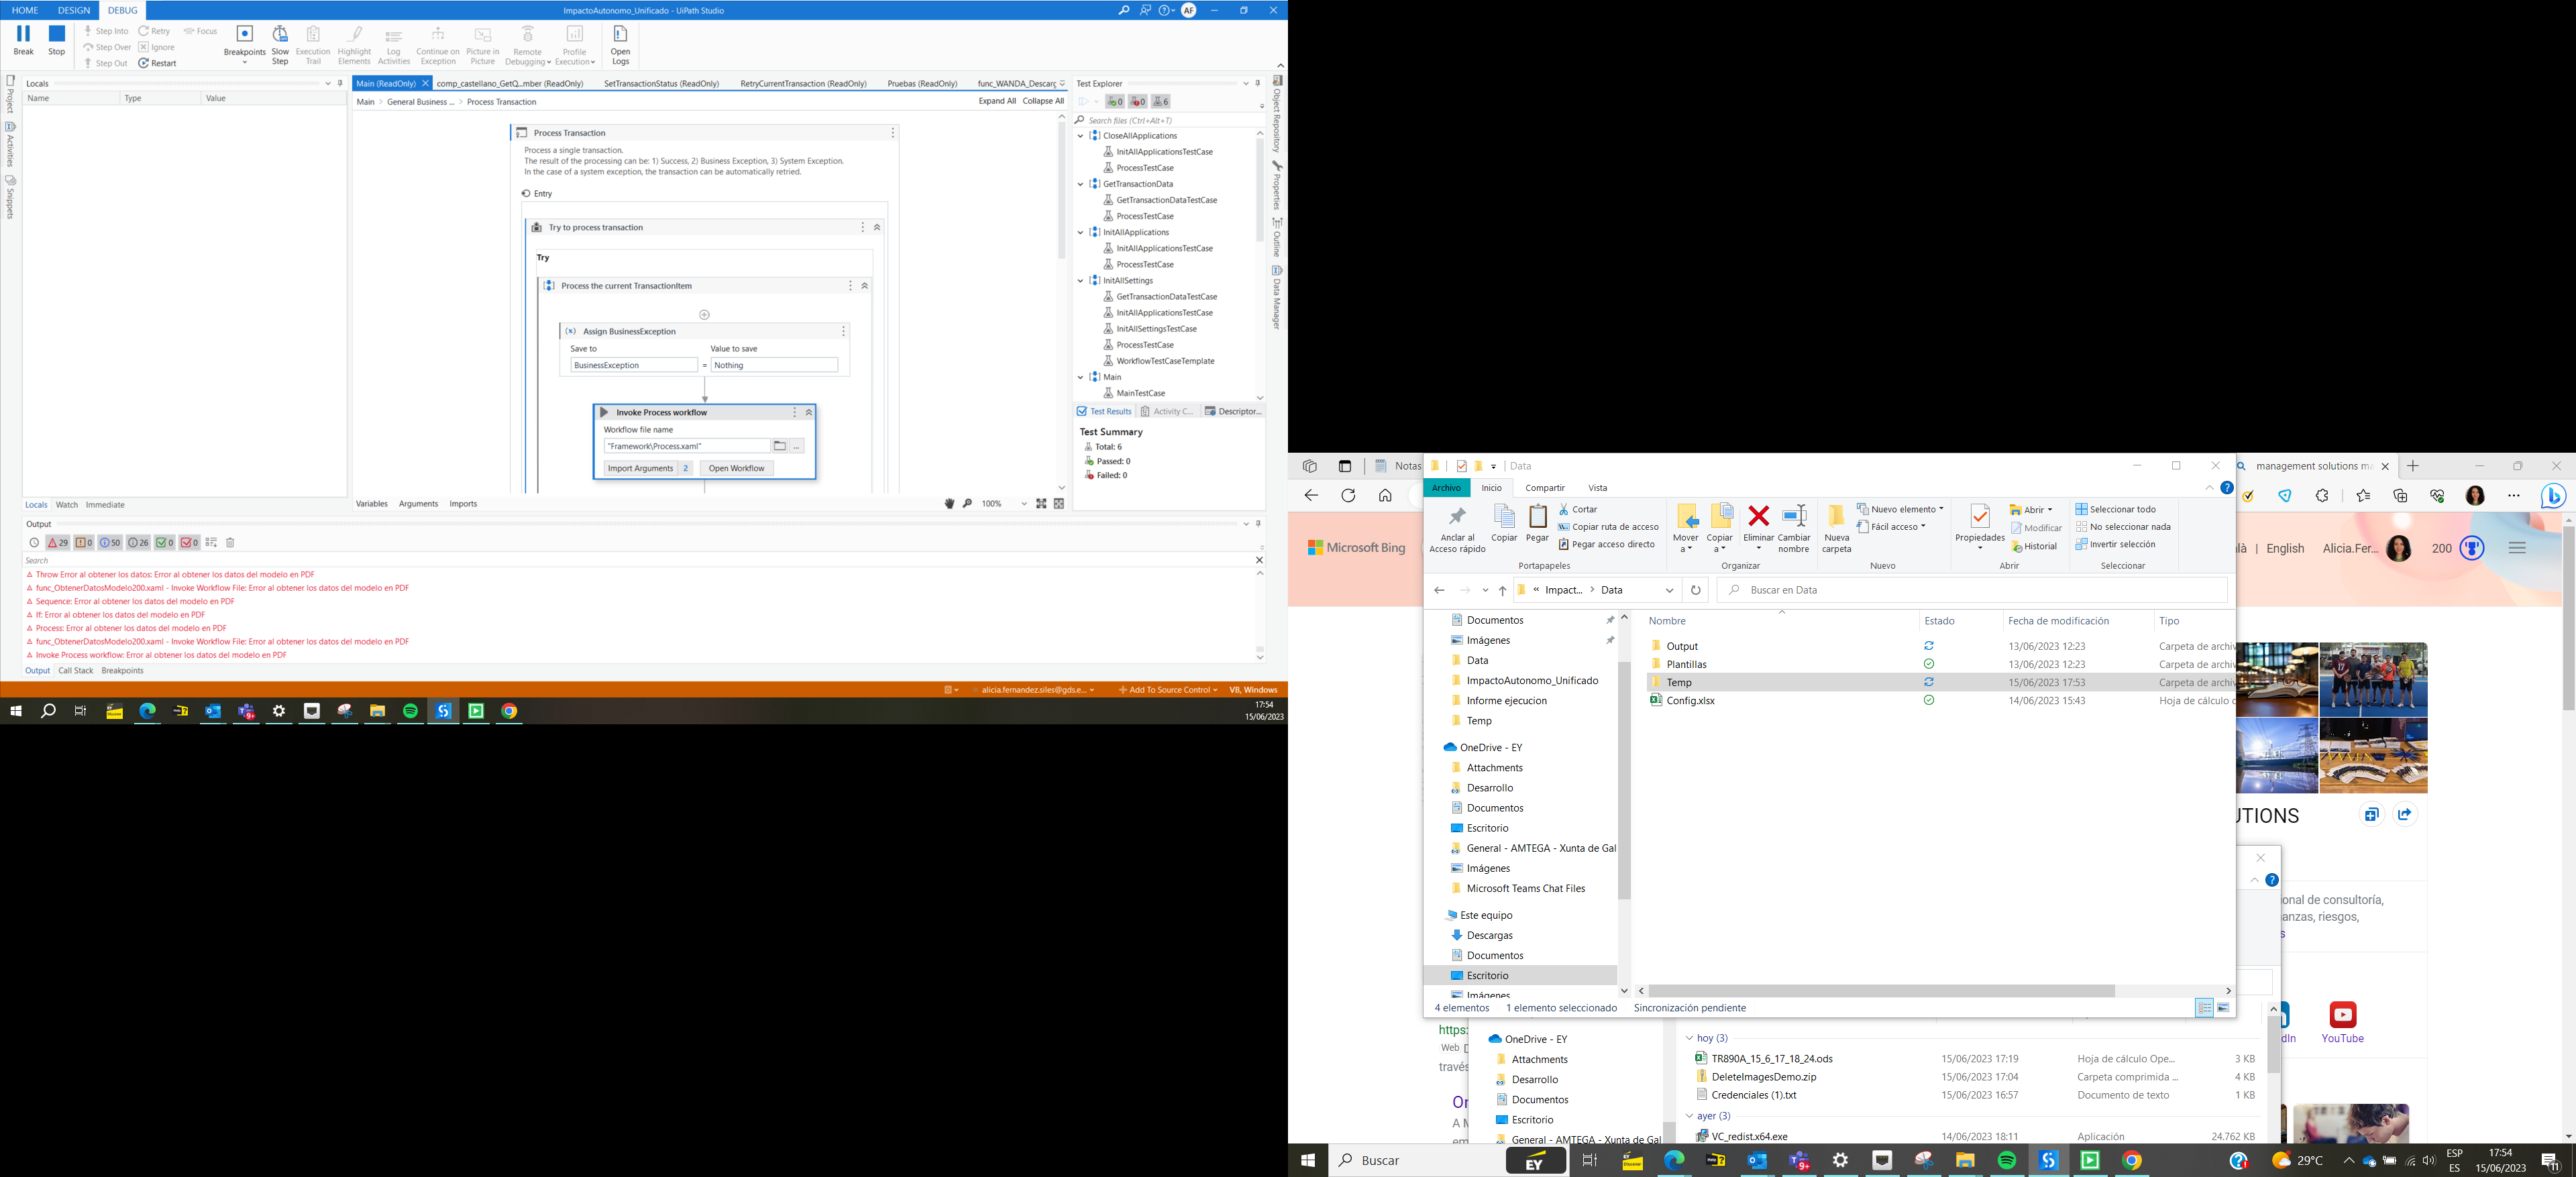 HOME DESIGN DEBUG
ImpactoAutonomo_Unificado - UiPath Studio
AF
Break Stop
Step Into Retry Focus
Step Over Ignore
Step Out Restart
Breakpoints Slow Step Execution Trail Highlight Elements Log Activities Continue on Exception Picture in Picture Remote Debugging Profile Execution Open Logs
Project
Activities
Snippets
Locals
Name Type Value
Locals Watch Immediate
Main (ReadOnly) comp_castellano_GetQ...mber (ReadOnly) SetTransactionStatus (ReadOnly) RetryCurrentTransaction (ReadOnly) Pruebas (ReadOnly) func_WANDA_Descarg
Main > General Business ... > Process Transaction
Expand All Collapse All
Process Transaction
Process a single transaction.
The result of the processing can be: 1) Success, 2) Business Exception, 3) System Exception.
In the case of a system exception, the transaction can be automatically retried.
Entry
Try to process transaction
Try
Process the current TransactionItem
Assign BusinessException
Save to Value to save
BusinessException = Nothing
Invoke Process workflow
Workflow file name
"Framework\Process.xaml" ...
Import Arguments 2 Open Workflow
Variables Arguments Imports
100%
Test Explorer
0 0 6
Search files (Ctrl+Alt+T)
CloseAllApplications
InitAllApplicationsTestCase
ProcessTestCase
GetTransactionData
GetTransactionDataTestCase
ProcessTestCase
InitAllApplications
InitAllApplicationsTestCase
ProcessTestCase
InitAllSettings
GetTransactionDataTestCase
InitAllApplicationsTestCase
InitAllSettingsTestCase
ProcessTestCase
WorkflowTestCaseTemplate
Main
MainTestCase
Test Results Activity C... Descriptor...
Test Summary
Total: 6
Passed: 0
Failed: 0
Object Repository
Properties
Outline
Data Manager
Output
29 0 50 26 0 0
Search
Throw Error al obtener los datos: Error al obtener los datos del modelo en PDF
func_ObtenerDatosModelo200.xaml - Invoke Workflow File: Error al obtener los datos del modelo en PDF
Sequence: Error al obtener los datos del modelo en PDF
If: Error al obtener los datos del modelo en PDF
Process: Error al obtener los datos del modelo en PDF
func_ObtenerDatosModelo200.xaml - Invoke Workflow File: Error al obtener los datos del modelo en PDF
Invoke Process workflow: Error al obtener los datos del modelo en PDF
Output Call Stack Breakpoints
alicia.fernandez.siles@gds.e... Add To Source Control VB, Windows
17:54
15/06/2023
Notas
Data
management solutions m
Archivo Inicio Compartir Vista
Anclar al Acceso rápido
Copiar
Pegar
Cortar
Copiar ruta de acceso
Pegar acceso directo
Portapapeles
Mover a
Copiar a
Eliminar
Cambiar nombre
Organizar
Nueva carpeta
Nuevo elemento
Fácil acceso
Nuevo
Propiedades
Abrir
Modificar
Historial
Abrir
Seleccionar todo
No seleccionar nada
Invertir selección
Seleccionar
Microsoft Bing
là | English Alicia.Fer... 200
« Impact... > Data
Buscar en Data
Nombre Estado Fecha de modificación Tipo
Output 13/06/2023 12:23 Carpeta de archiv
Plantillas 13/06/2023 12:23 Carpeta de archiv
Temp 15/06/2023 17:53 Carpeta de archiv
Config.xlsx 14/06/2023 15:43 Hoja de cálculo d
Documentos
Imágenes
Data
ImpactoAutonomo_Unificado
Informe ejecucion
Temp
OneDrive - EY
Attachments
Desarrollo
Documentos
Escritorio
General - AMTEGA - Xunta de Gal
Imágenes
Microsoft Teams Chat Files
Este equipo
Descargas
Documentos
Escritorio
Imágenes
4 elementos 1 elemento seleccionado Sincronización pendiente
UTIONS
onal de consultoría,
anzas, riesgos,
s
dIn YouTube
https:
Web
través
OneDrive - EY
Attachments
Desarrollo
Documentos
Escritorio
General - AMTEGA - Xunta de Gal
hoy (3)
TR890A_15_6_17_18_24.ods 15/06/2023 17:19 Hoja de cálculo Ope... 3 KB
DeleteImagesDemo.zip 15/06/2023 17:04 Carpeta comprimida ... 4 KB
Credenciales (1).txt 15/06/2023 16:57 Documento de texto 1 KB
ayer (3)
VC_redist.x64.exe 14/06/2023 18:11 Aplicación 24.762 KB
Buscar
EY
29°C
ESP
ES
17:54
15/06/2023
11